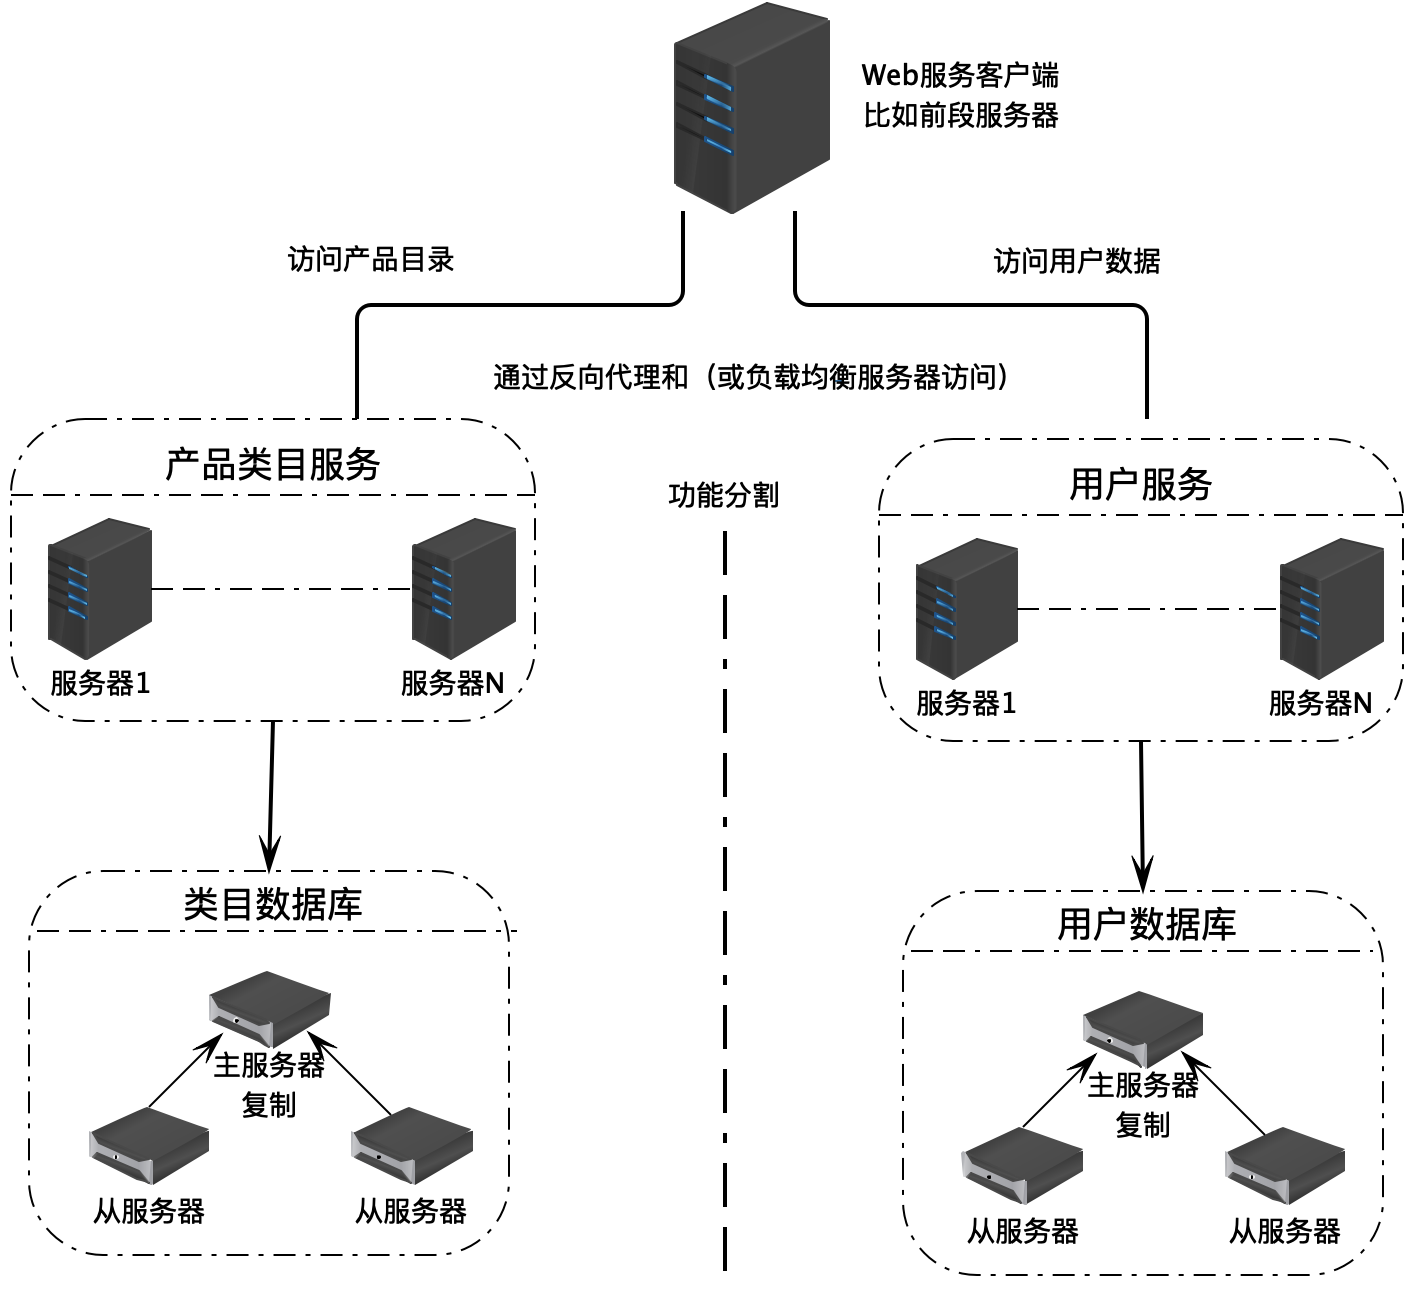 Web服务客户端
比如前段服务器
访问产品目录
访问用户数据
通过反向代理和（或负载均衡服务器访问）
产品类目服务
服务器1
服务器N
功能分割
用户服务
服务器1
服务器N
类目数据库
主服务器
复制
从服务器
从服务器
用户数据库
主服务器
复制
从服务器
从服务器